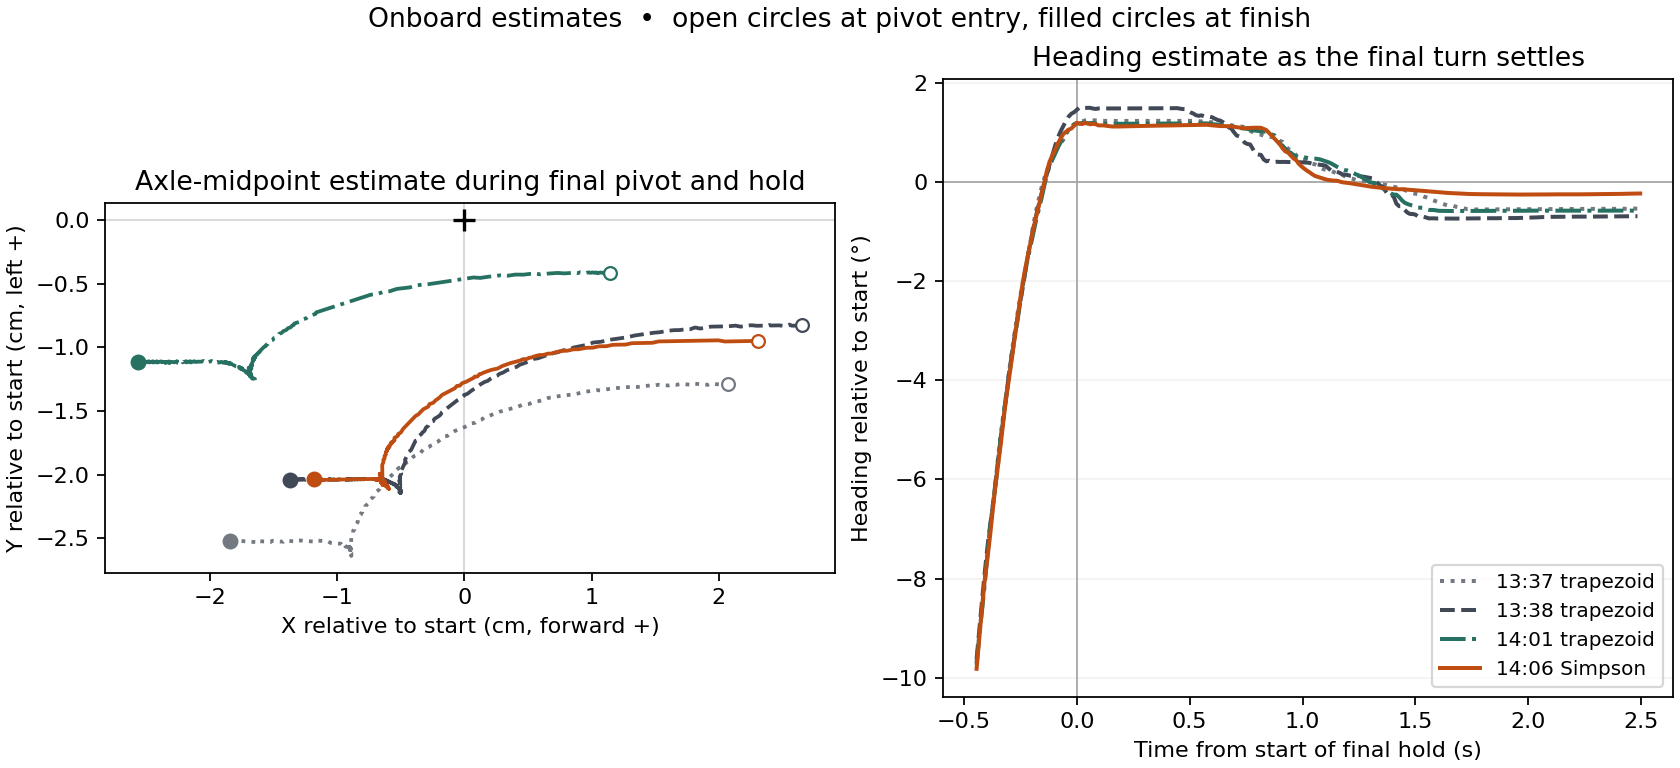 Onboard estimates • open circles at pivot entry, filled circles at finish
Axle-midpoint estimate during final pivot and hold
Y relative to start (cm, left +)
0.0
−0.5
−1.0
−1.5
−2.0
−2.5
−2
−1
0
1
2
X relative to start (cm, forward +)
Heading estimate as the final turn settles
Heading relative to start (°)
2
0
−2
−4
−6
−8
−10
−0.5
0.0
0.5
1.0
1.5
2.0
2.5
Time from start of final hold (s)
13:37 trapezoid
13:38 trapezoid
14:01 trapezoid
14:06 Simpson